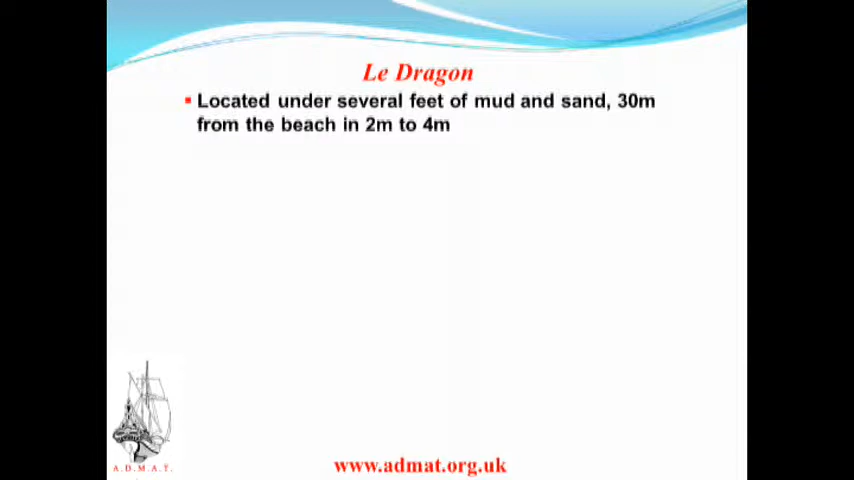 Le Dragon
Located under several feet of mud and sand, 30m
from the beach in 2m to 4m
A.D.M.A.T.
www.admat.org.uk